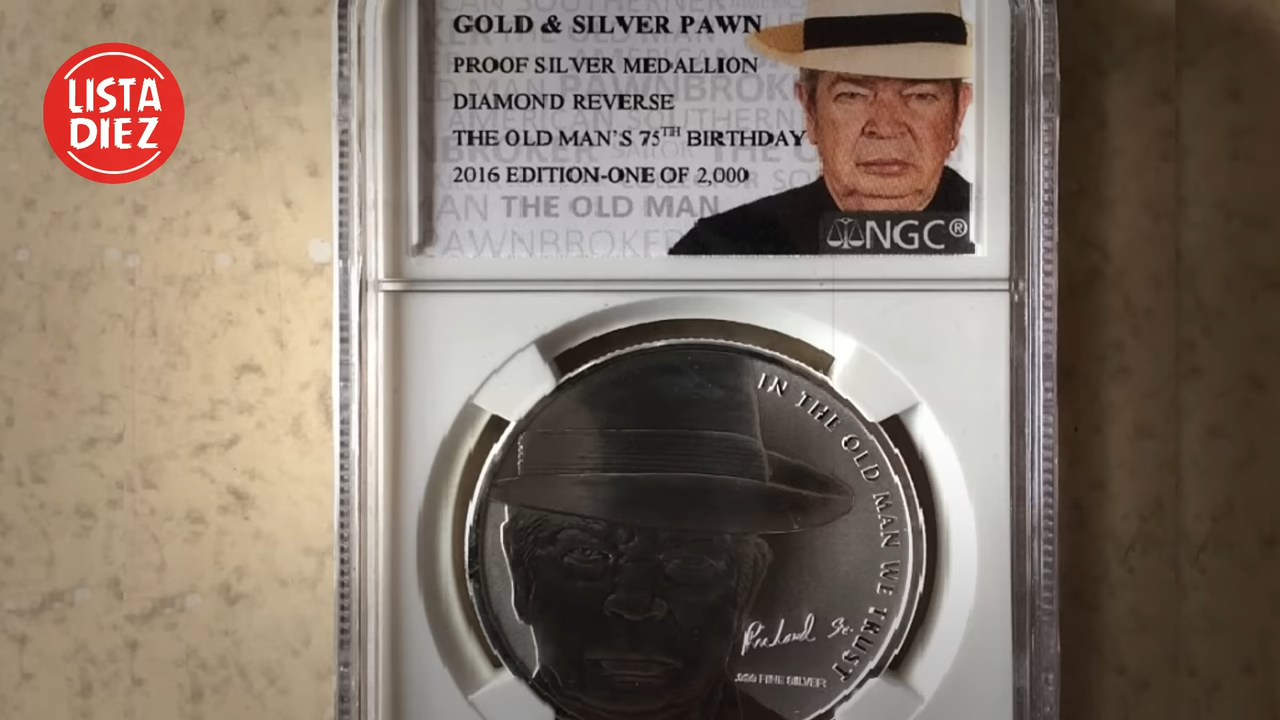 LISTA
DIEZ
GOLD & SILVER PAWN
PROOF SILVER MEDALLION
DIAMOND REVERSE
THE OLD MAN'S 75TH BIRTHDAY
2016 EDITION-ONE OF 2,000
THE OLD MAN
NGC®
IN THE OLD MAN WE TRUST
Richard Sr.
.999 FINE SILVER